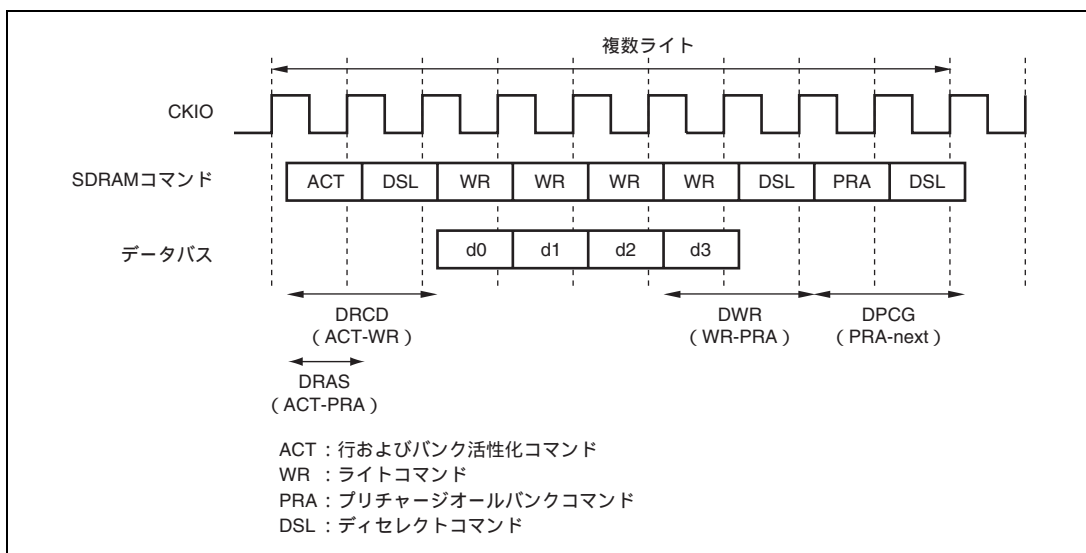 複数ライト
CKIO
SDRAMコマンド
ACT DSL WR WR WR WR DSL PRA DSL
データバス
d0 d1 d2 d3
DRCD
(ACT-WR)
DWR
(WR-PRA)
DPCG
(PRA-next)
DRAS
(ACT-PRA)
ACT:行およびバンク活性化コマンド
WR :ライトコマンド
PRA:プリチャージオールバンクコマンド
DSL:ディセレクトコマンド